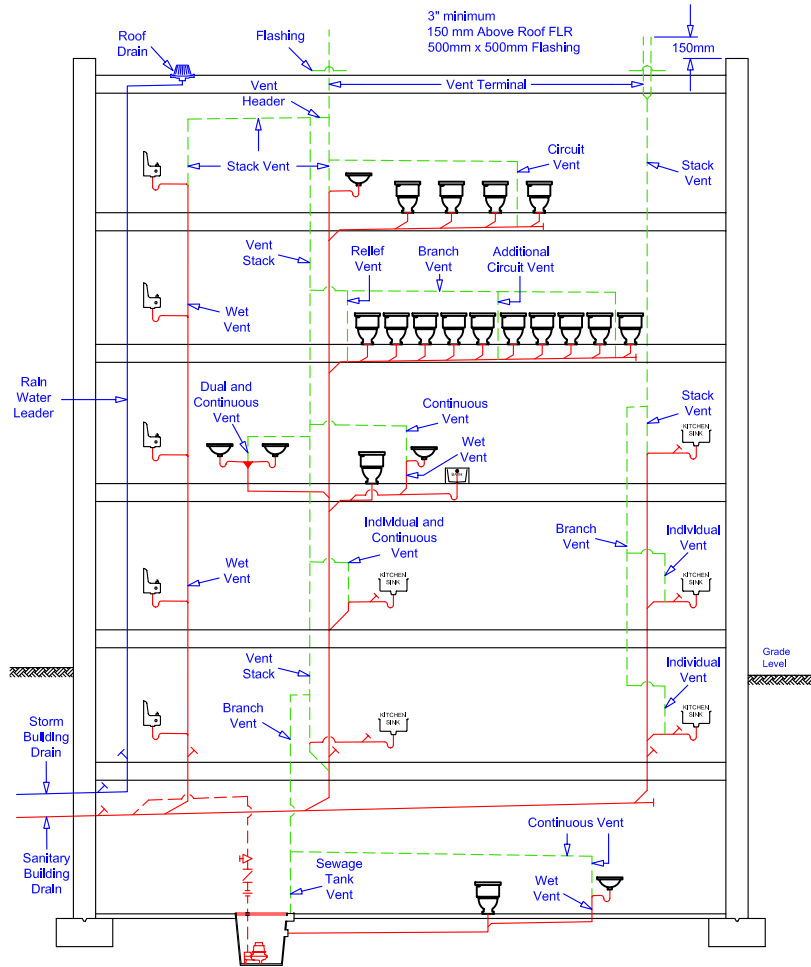 3" minimum
150 mm Above Roof FLR
500mm x 500mm Flashing
Roof
Drain
Flashing
150mm
Vent
Header
Vent Terminal
Stack Vent
Circuit
Vent
Stack
Vent
Vent
Stack
Relief
Vent
Branch
Vent
Additional
Circuit Vent
Wet
Vent
Rain
Water
Leader
Dual and
Continuous
Vent
Continuous
Vent
Wet
Vent
Stack
Vent
KITCHEN
SINK
Individual and
Continuous
Vent
Branch
Vent
Individual
Vent
Wet
Vent
KITCHEN
SINK
KITCHEN
SINK
Vent
Stack
Individual
Vent
Grade
Level
Branch
Vent
KITCHEN
SINK
KITCHEN
SINK
Storm
Building
Drain
Sanitary
Building
Drain
Continuous Vent
Sewage
Tank
Vent
Wet
Vent